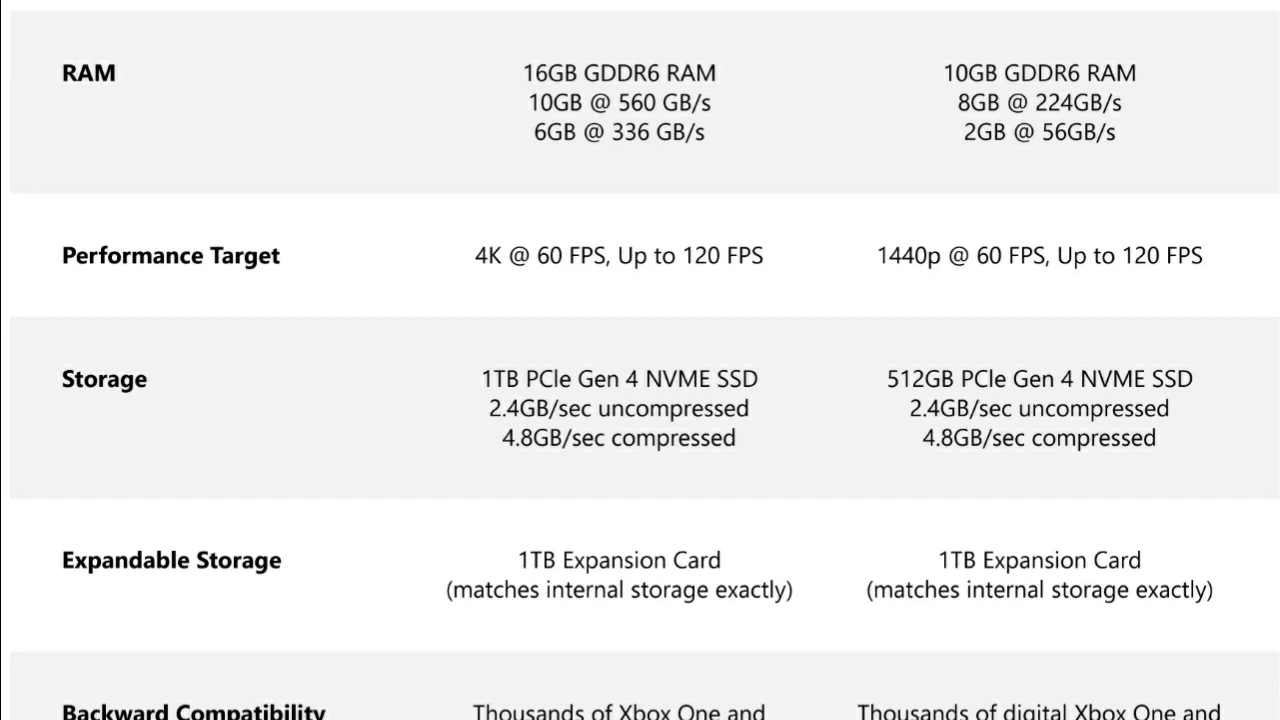 RAM
16GB GDDR6 RAM
10GB @ 560 GB/s
6GB @ 336 GB/s
10GB GDDR6 RAM
8GB @ 224GB/s
2GB @ 56GB/s
Performance Target
4K @ 60 FPS, Up to 120 FPS
1440p @ 60 FPS, Up to 120 FPS
Storage
1TB PCle Gen 4 NVME SSD
2.4GB/sec uncompressed
4.8GB/sec compressed
512GB PCle Gen 4 NVME SSD
2.4GB/sec uncompressed
4.8GB/sec compressed
Expandable Storage
1TB Expansion Card
(matches internal storage exactly)
1TB Expansion Card
(matches internal storage exactly)
Backward Compatibility
Thousands of Xbox One and
Thousands of digital Xbox One and